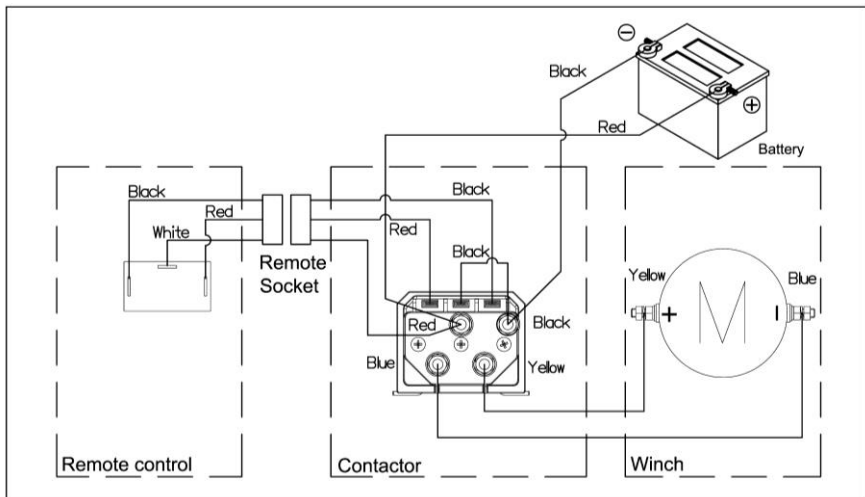 ⊖
Black
Red
⊕
Battery
Black
Red
White
Remote
Socket
Black
Red
Black
Red
Black
Blue
Yellow
Yellow
Blue
+
M
-
Remote control
Contactor
Winch